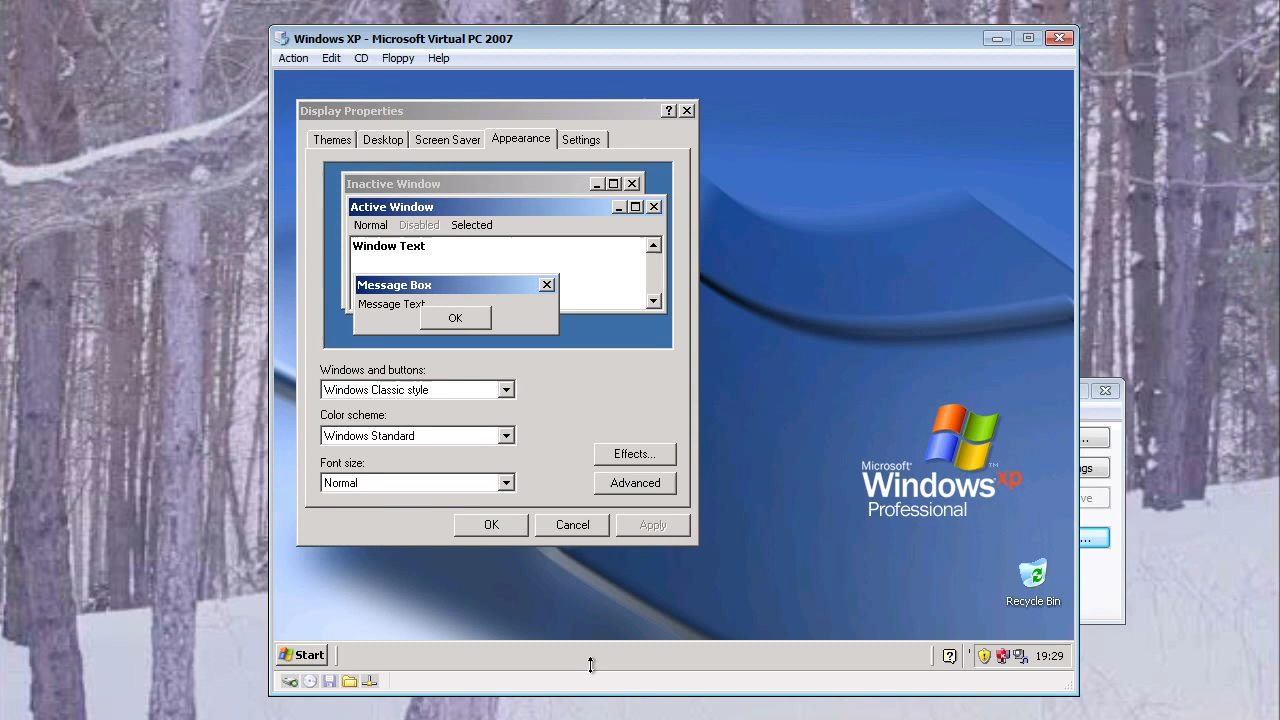 Windows XP - Microsoft Virtual PC 2007
Action Edit CD Floppy Help
Display Properties
Themes Desktop Screen Saver Appearance Settings
Inactive Window
Active Window
Normal Disabled Selected
Window Text
Message Box
Message Text
OK
Windows and buttons:
Windows Classic style
Color scheme:
Windows Standard
Font size:
Normal
Effects...
Advanced
OK Cancel Apply
Microsoft
Windows xp
Professional
Recycle Bin
Start
19:29